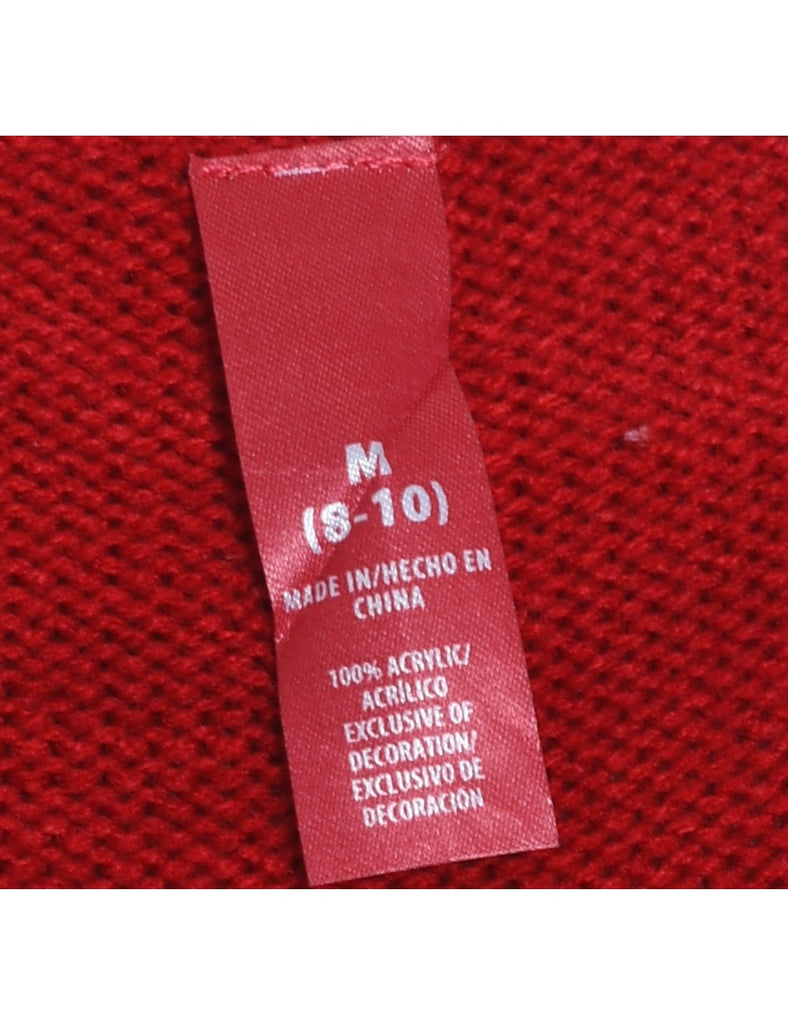 M
(8-10)
MADE IN/HECHO EN
CHINA
100% ACRYLIC/
ACRÍLICO
EXCLUSIVE OF
DECORATION/
EXCLUSIVO DE
DECORACIÓN